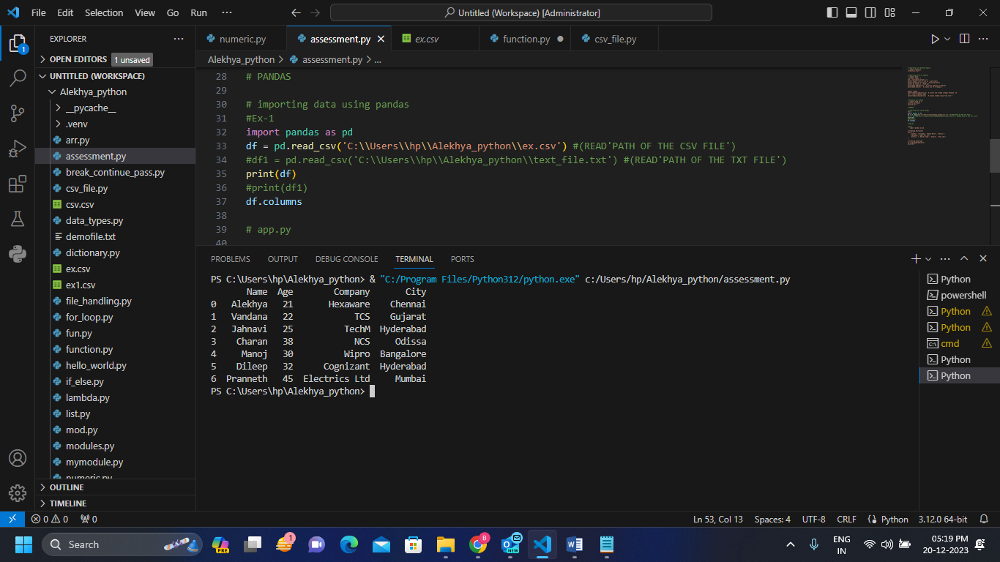 File Edit Selection View Go Run ··· Untitled (Workspace) [Administrator]
EXPLORER ···
OPEN EDITORS 1 unsaved
UNTITLED (WORKSPACE)
Alekhya_python
__pycache__
.venv
arr.py
assessment.py
break_continue_pass.py
csv_file.py
csv.csv
data_types.py
demofile.txt
dictionary.py
ex.csv
ex1.csv
file_handling.py
for_loop.py
fun.py
function.py
hello_world.py
if_else.py
lambda.py
list.py
mod.py
modules.py
mymodule.py
numeric.py
OUTLINE
TIMELINE
1
numeric.py assessment.py ex.csv function.py csv_file.py
Alekhya_python > assessment.py > ...
28 # PANDAS
29
30 # importing data using pandas
31 #Ex-1
32 import pandas as pd
33 df = pd.read_csv('C:\\Users\\hp\\Alekhya_python\\ex.csv') #(READ'PATH OF THE CSV FILE')
34 #df1 = pd.read_csv('C:\\Users\\hp\\Alekhya_python\\text_file.txt') #(READ'PATH OF THE TXT FILE')
35 print(df)
36 #print(df1)
37 df.columns
38
39 # app.py
40
PROBLEMS OUTPUT DEBUG CONSOLE TERMINAL PORTS
PS C:\Users\hp\Alekhya_python> & "C:/Program Files/Python312/python.exe" c:/Users/hp/Alekhya_python/assessment.py
Name Age Company City
0 Alekhya 21 Hexaware Chennai
1 Vandana 22 TCS Gujarat
2 Jahnavi 25 TechM Hyderabad
3 Charan 38 NCS Odissa
4 Manoj 30 Wipro Bangalore
5 Dileep 32 Cognizant Hyderabad
6 Pranneth 45 Electrics Ltd Mumbai
PS C:\Users\hp\Alekhya_python>
Python
powershell
Python
Python
cmd
Python
Python
0 0 0 Ln 53, Col 13 Spaces: 4 UTF-8 CRLF Python 3.12.0 64-bit
Search PRE 1 B NEW ENG 05:19 PM
IN 20-12-2023